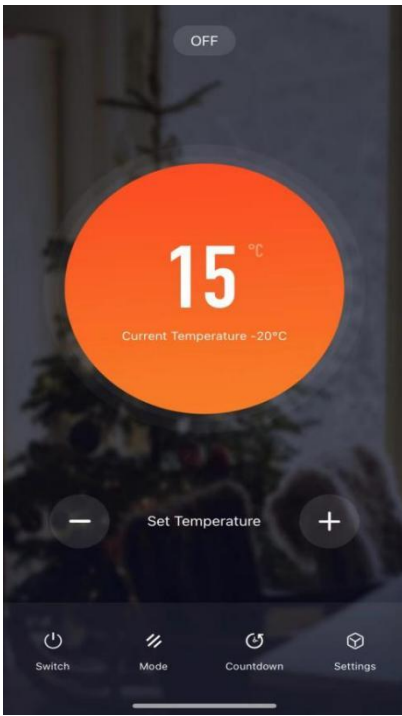 OFF
15 °C
Current Temperature -20°C
Set Temperature
Switch Mode Countdown Settings